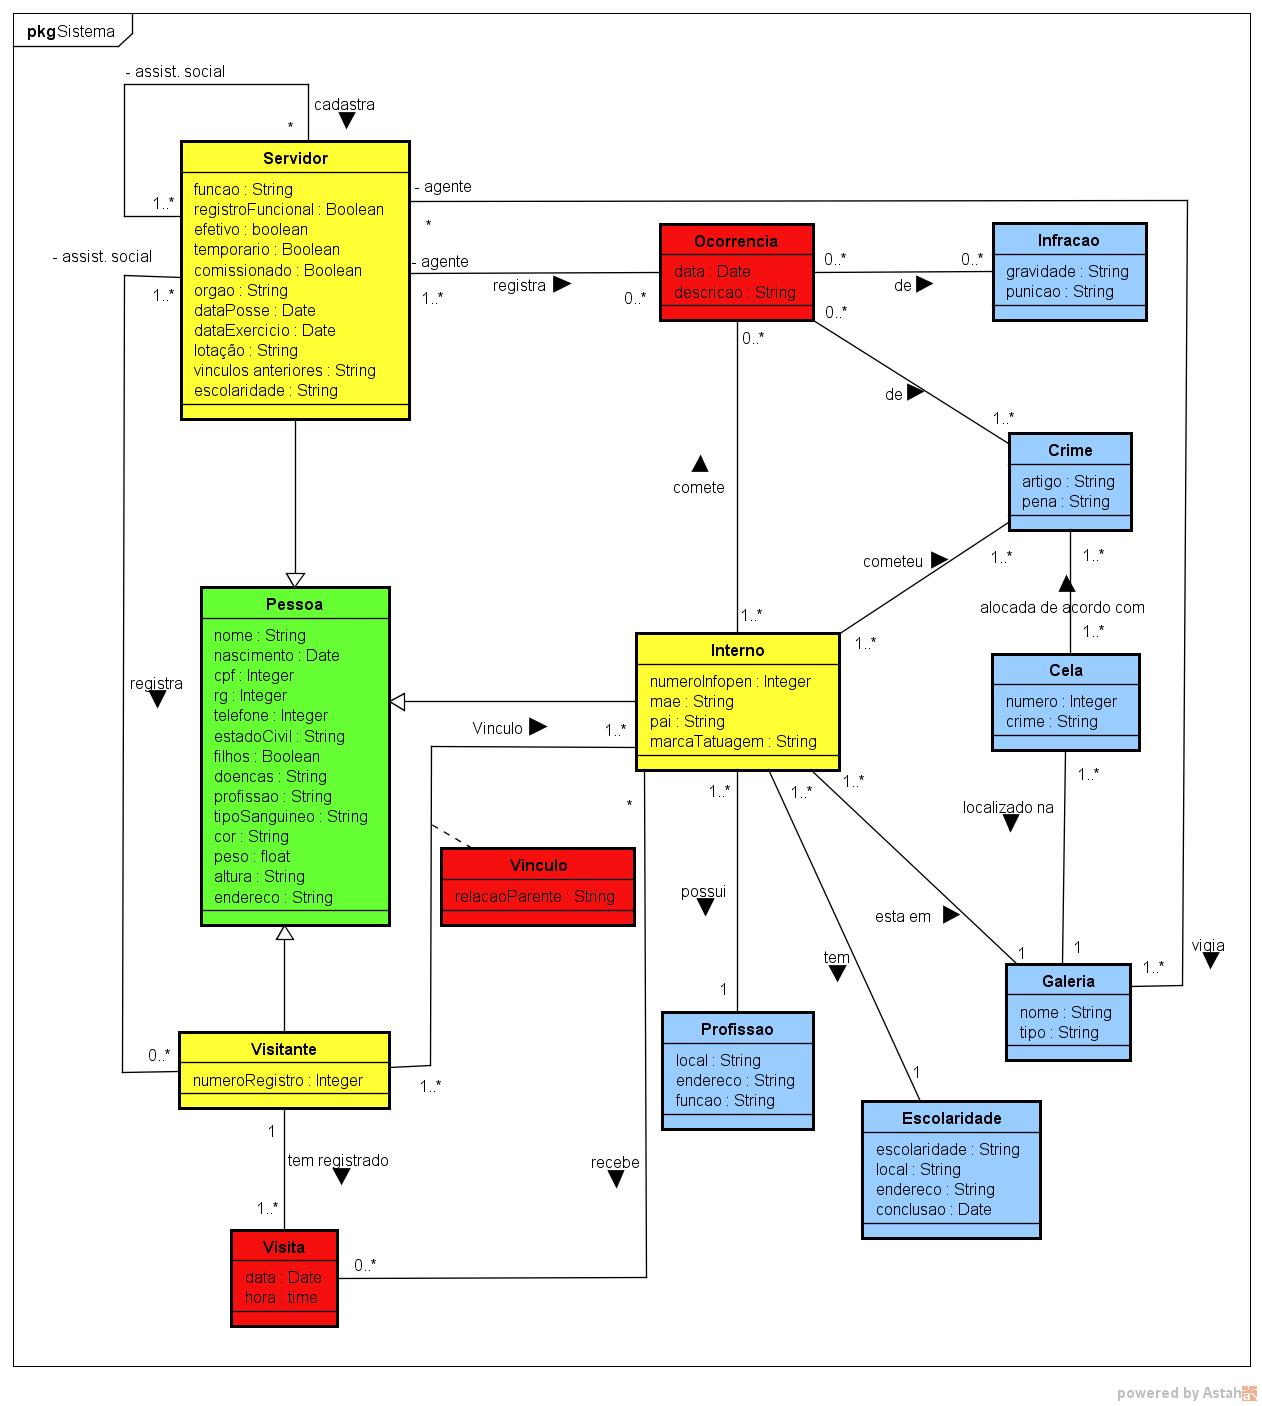 pkg Sistema
- assist. social
cadastra
*
Servidor
funcao : String
registroFuncional : Boolean
efetivo : boolean
temporario : Boolean
comissionado : Boolean
orgao : String
dataPosse : Date
dataExercicio : Date
lotação : String
vinculos anteriores : String
escolaridade : String
1..*
- assist. social
1..*
- agente
*
- agente
1..*
registra
0..*
Ocorrencia
data : Date
descricao : String
0..*
0..*
de
Infracao
gravidade : String
punicao : String
0..*
0..*
de
1..*
Crime
artigo : String
pena : String
comete
cometeu
1..*
1..*
alocada de acordo com
1..*
1..*
1..*
Pessoa
nome : String
nascimento : Date
cpf : Integer
rg : Integer
telefone : Integer
estadoCivil : String
filhos : Boolean
doencas : String
profissao : String
tipoSanguineo : String
cor : String
peso : float
altura : String
endereco : String
registra
Interno
numeroInfopen : Integer
mae : String
pai : String
marcaTatuagem : String
Cela
numero : Integer
crime : String
Vinculo
1..*
*
1..*
1..*
1..*
1..*
localizado na
Vinculo
relacaoParente : String
possui
esta em
tem
1
1
vigia
1..*
Galeria
nome : String
tipo : String
1
Profissao
local : String
endereco : String
funcao : String
0..*
Visitante
numeroRegistro : Integer
1..*
1
Escolaridade
escolaridade : String
local : String
endereco : String
conclusao : Date
1
tem registrado
1..*
recebe
Visita
data : Date
hora : time
0..*
powered by Astah